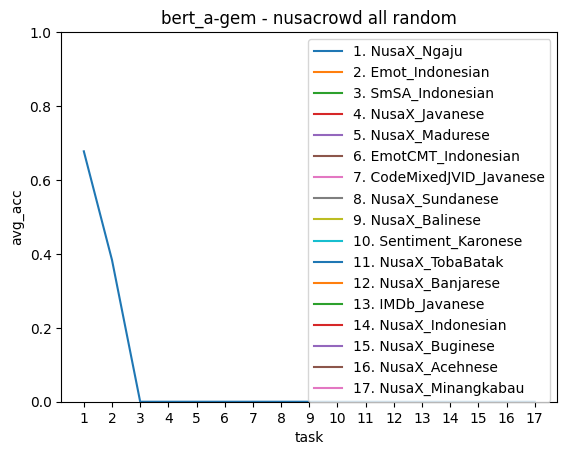 bert_a-gem - nusacrowd all random
1.0
0.8
0.6
0.4
0.2
0.0
avg_acc
1. NusaX_Ngaju
2. Emot_Indonesian
3. SmSA_Indonesian
4. NusaX_Javanese
5. NusaX_Madurese
6. EmotCMT_Indonesian
7. CodeMixedJVID_Javanese
8. NusaX_Sundanese
9. NusaX_Balinese
10. Sentiment_Karonese
11. NusaX_TobaBatak
12. NusaX_Banjarese
13. IMDb_Javanese
14. NusaX_Indonesian
15. NusaX_Buginese
16. NusaX_Acehnese
17. NusaX_Minangkabau
1 2 3 4 5 6 7 8 9 10 11 12 13 14 15 16 17
task